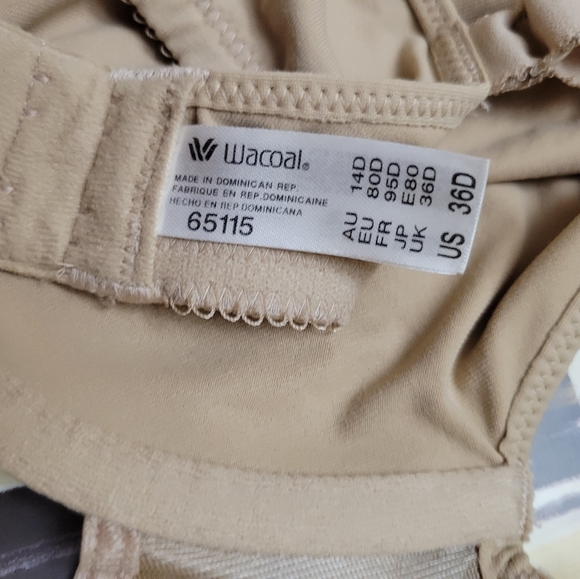 Wacoal®
MADE IN DOMINICAN REP.
FABRIQUE EN REP.DOMINICAINE
HECHO EN REP.DOMINICANA
65115
AU 14D
EU 80D
FR 95D
JP E80
UK 36D
US 36D